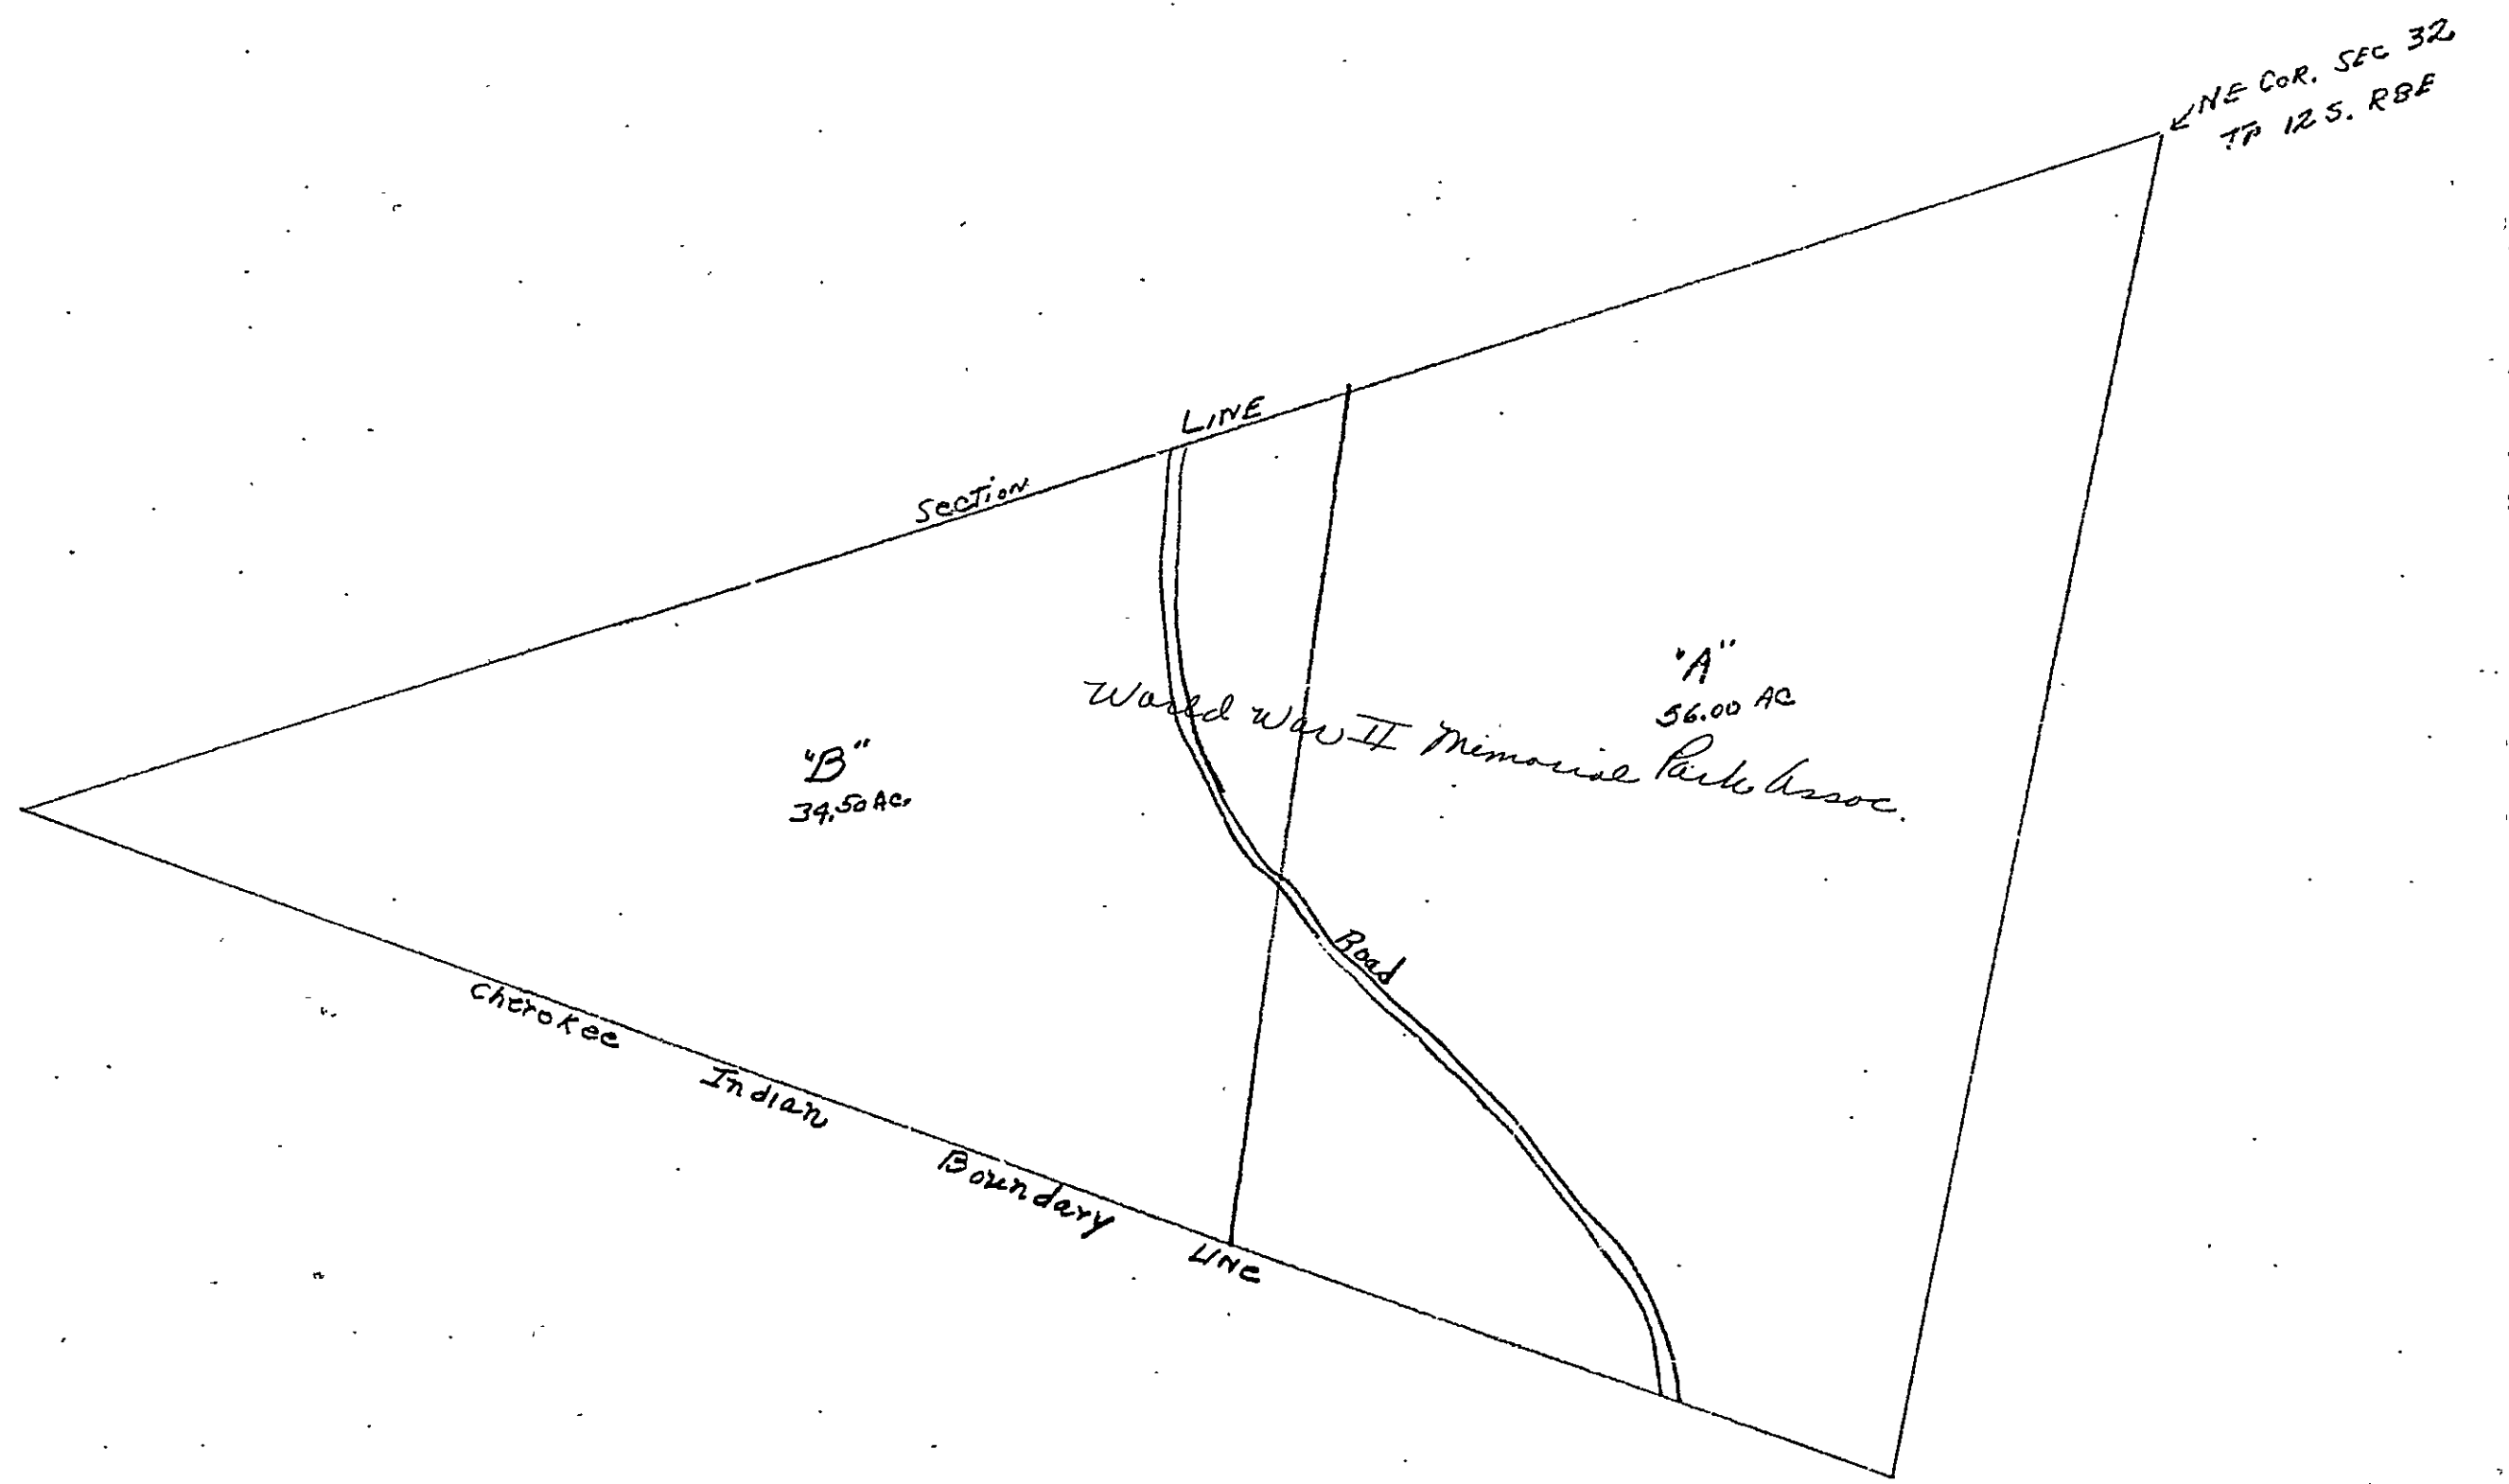 NE COR. SEC 32
TP 12 S. R8E
LINE
Section
"A"
56.00 AC
World War II Memorial Park Assoc.
"B"
34.50 AC.
Road
Cherokee
Indian
Boundary
LINE